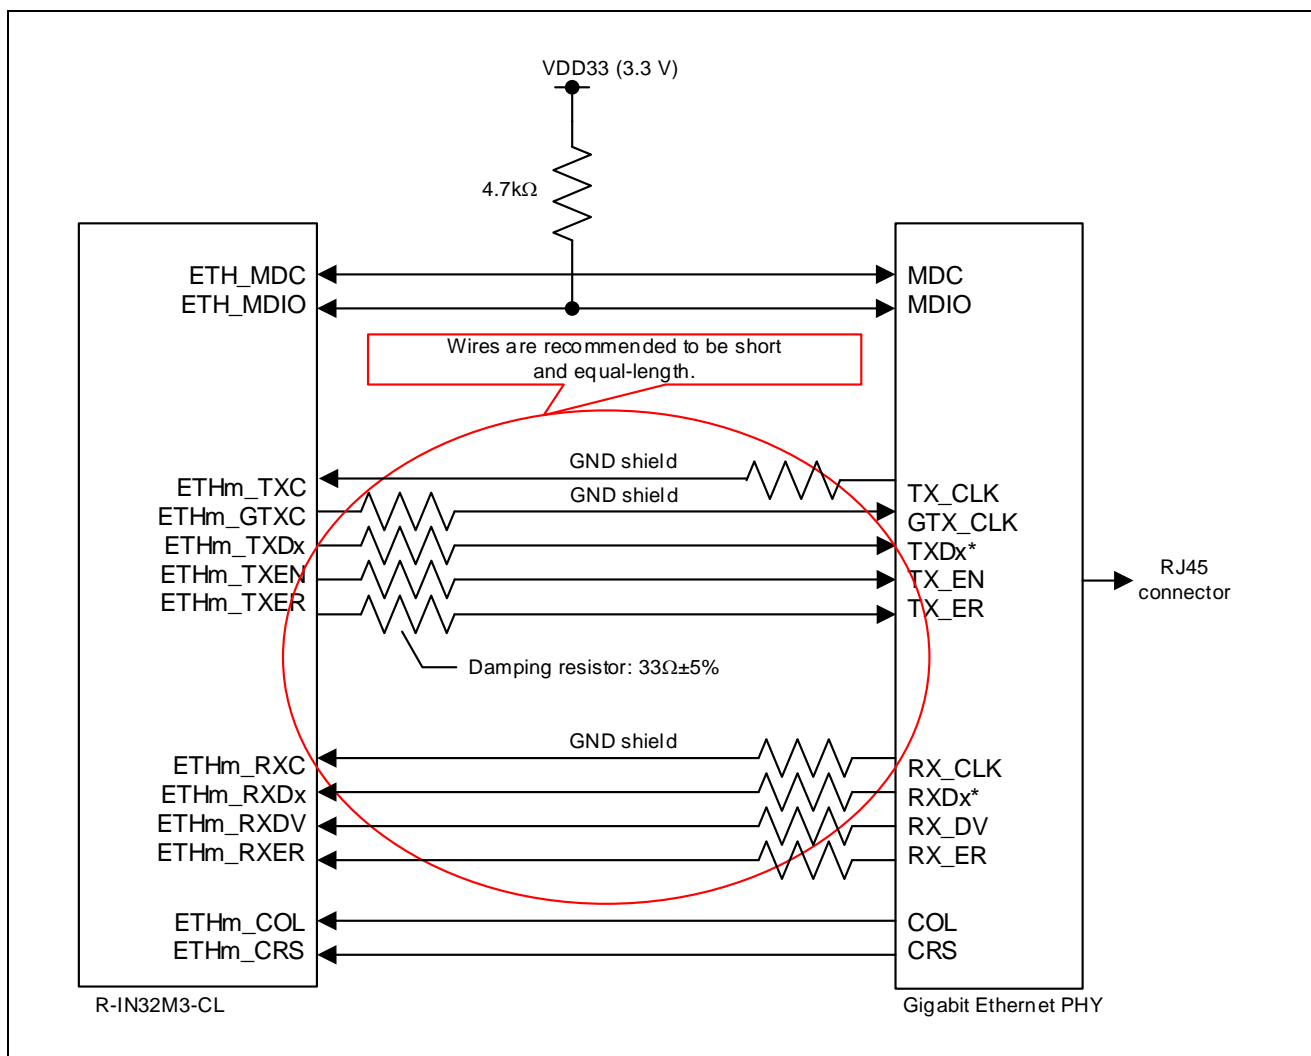 VDD33 (3.3 V)
4.7kΩ
ETH_MDC
ETH_MDIO
MDC
MDIO
Wires are recommended to be short
and equal-length.
GND shield
GND shield
ETHm_TXC
ETHm_GTXC
ETHm_TXDx
ETHm_TXEN
ETHm_TXER
TX_CLK
GTX_CLK
TXDx*
TX_EN
TX_ER
RJ45
connector
Damping resistor: 33Ω±5%
GND shield
ETHm_RXC
ETHm_RXDx
ETHm_RXDV
ETHm_RXER
RX_CLK
RXDx*
RX_DV
RX_ER
ETHm_COL
ETHm_CRS
COL
CRS
R-IN32M3-CL
Gigabit Ethernet PHY